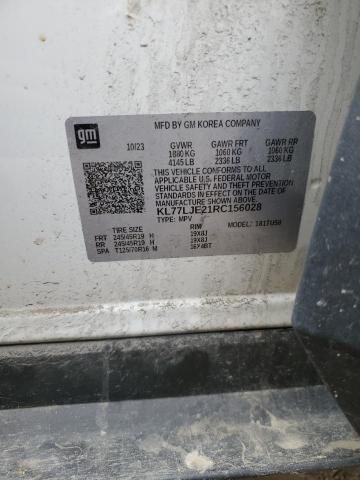 gm
MFD BY GM KOREA COMPANY
10/23 GVWR GAWR FRT GAWR RR
1880 KG 1060 KG 1060 KG
4145 LB 2336 LB 2336 LB
THIS VEHICLE CONFORMS TO ALL
APPLICABLE U.S. FEDERAL MOTOR
VEHICLE SAFETY AND THEFT PREVENTION
STANDARDS IN EFFECT ON THE
DATE OF MANUFACTURE SHOWN ABOVE.
KL77LJE21RC156028
TYPE: MPV MODEL: 1R1TU58
TIRE SIZE RIM
FRT 245/45R19 H 19X8J
RR 245/45R19 H 19X8J
SPA T125/70R16 M 16X4BT